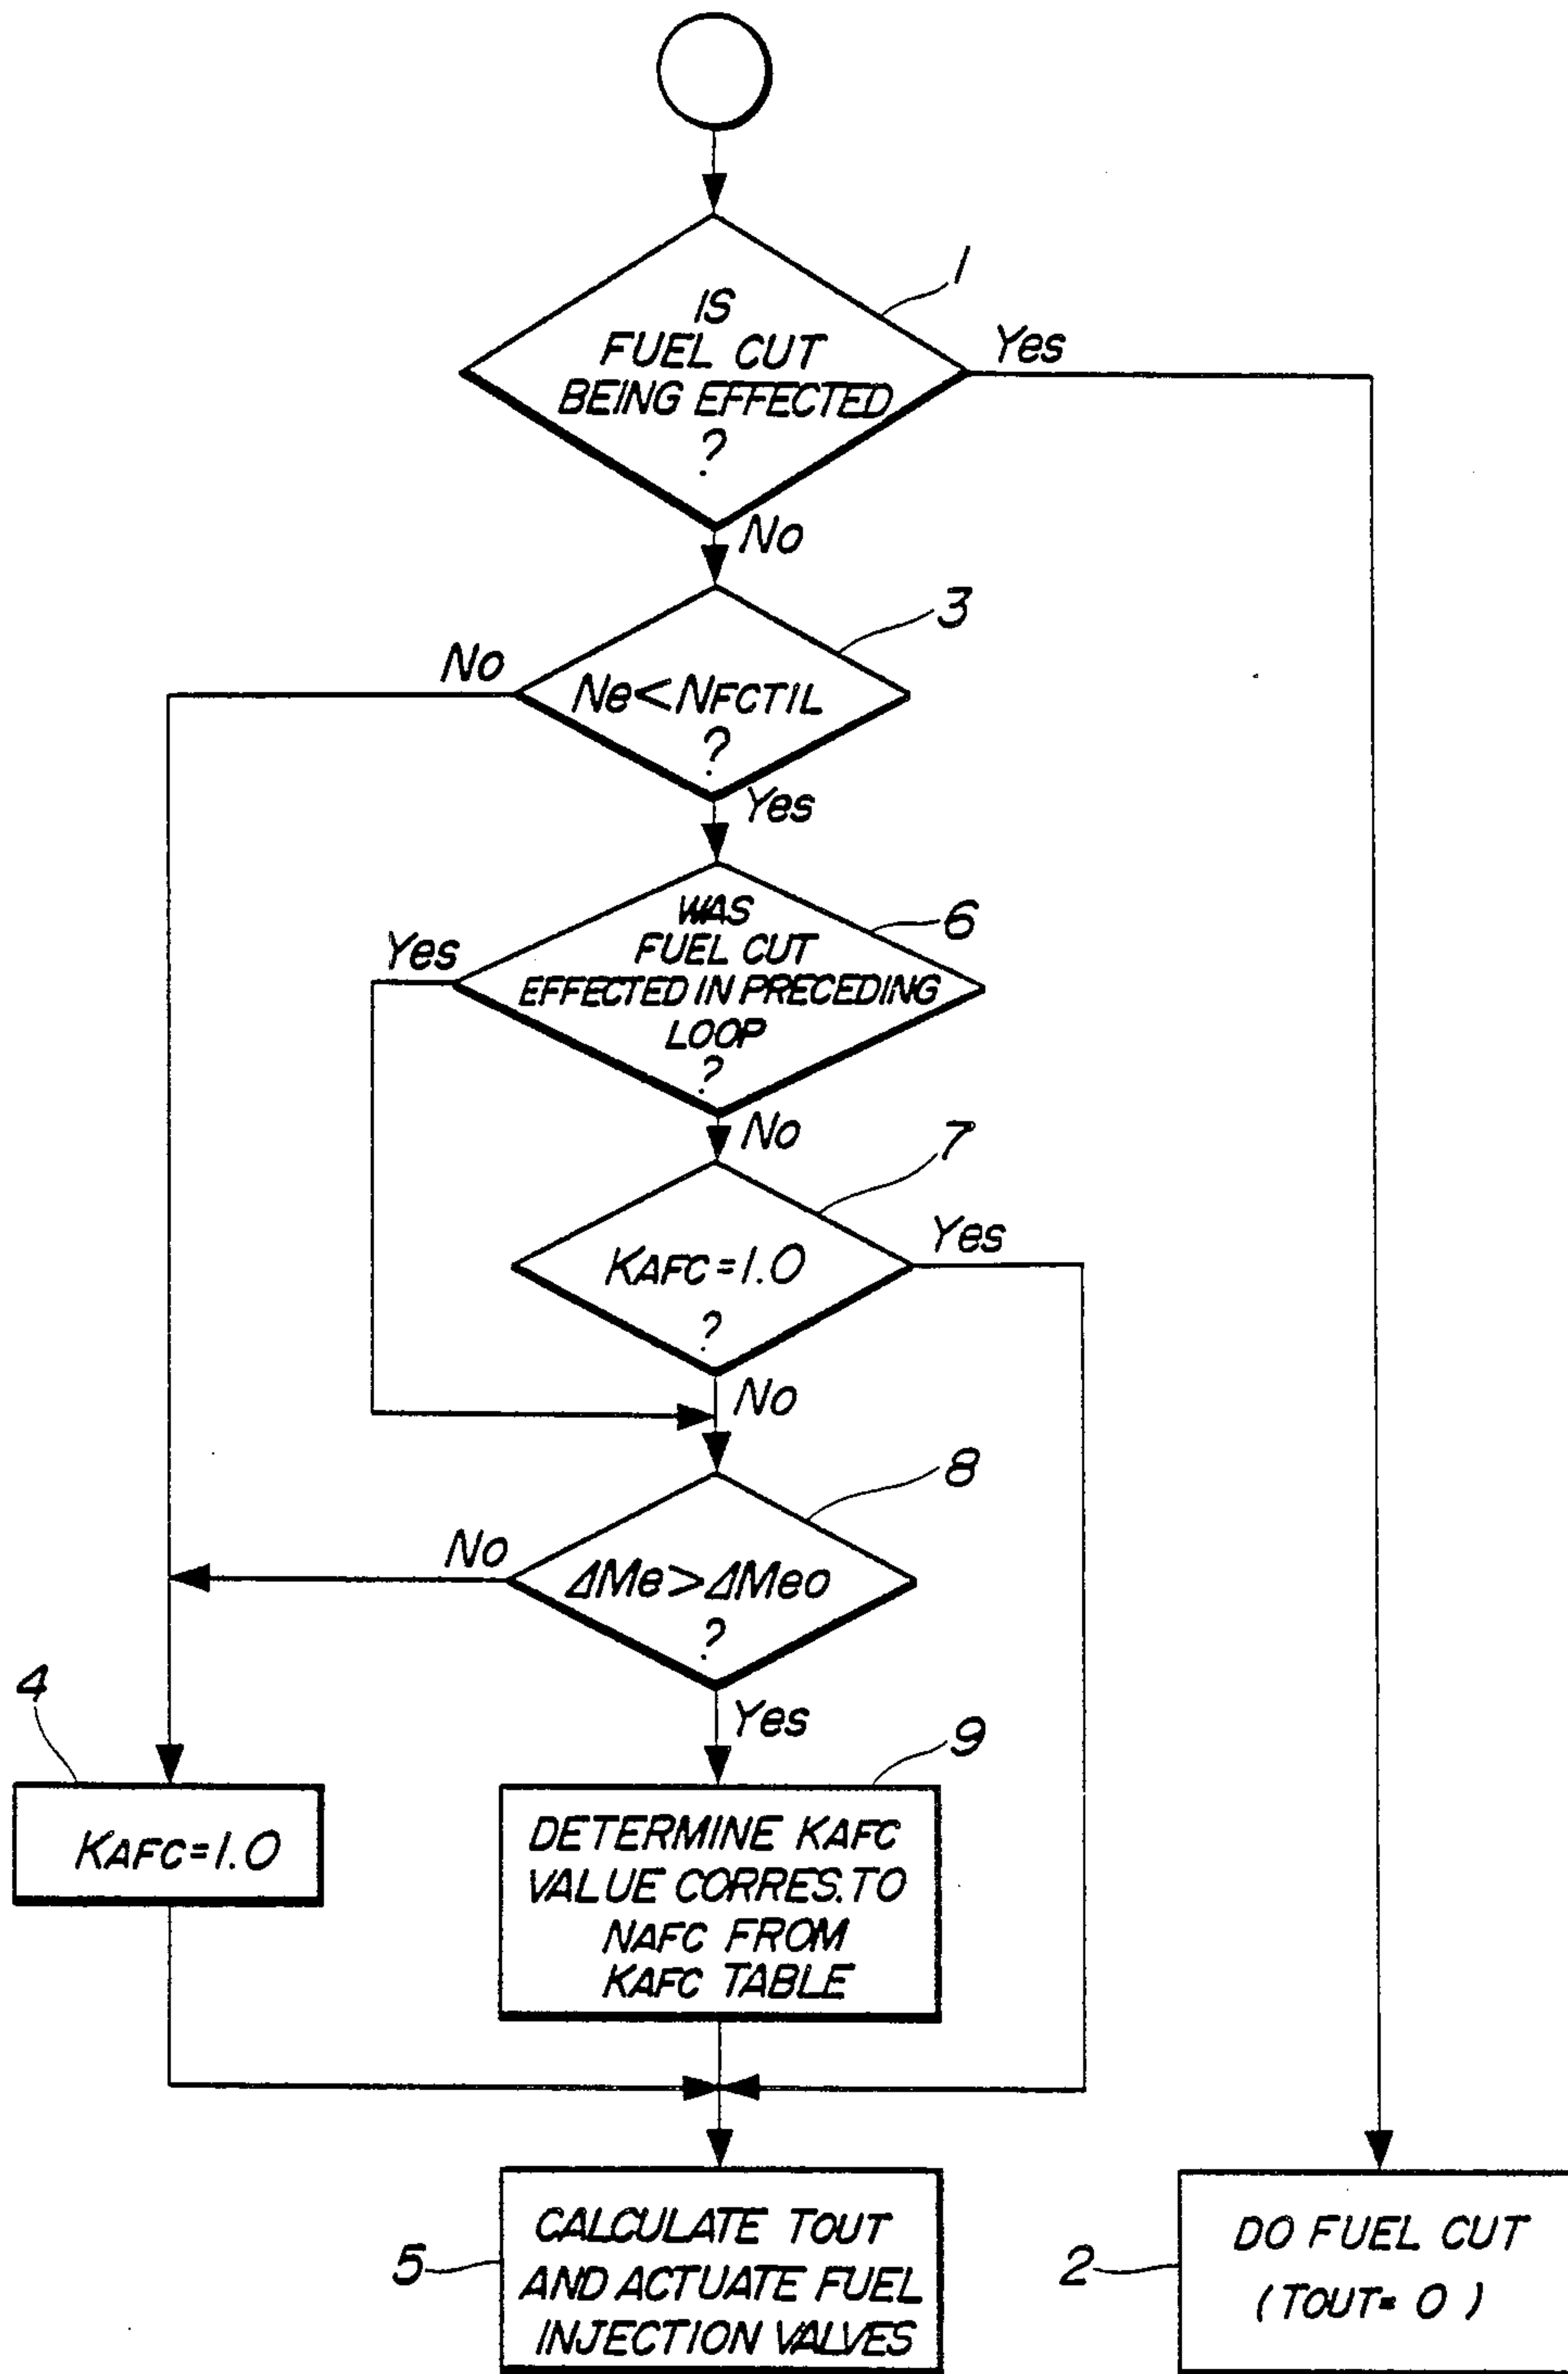 1
IS
FUEL CUT
BEING EFFECTED
?
Yes
No
3
No
Ne<NFCTIL
?
Yes
6
WAS
FUEL CUT
EFFECTED IN PRECEDING
LOOP
?
Yes
No
7
KAFC=1.0
?
Yes
No
8
ΔMe>ΔMeo
?
No
Yes
4
KAFC=1.0
9
DETERMINE KAFC
VALUE CORRES.TO
NAFC FROM
KAFC TABLE
5
CALCULATE TOUT
AND ACTUATE FUEL
INJECTION VALVES
2
DO FUEL CUT
(TOUT= 0 )